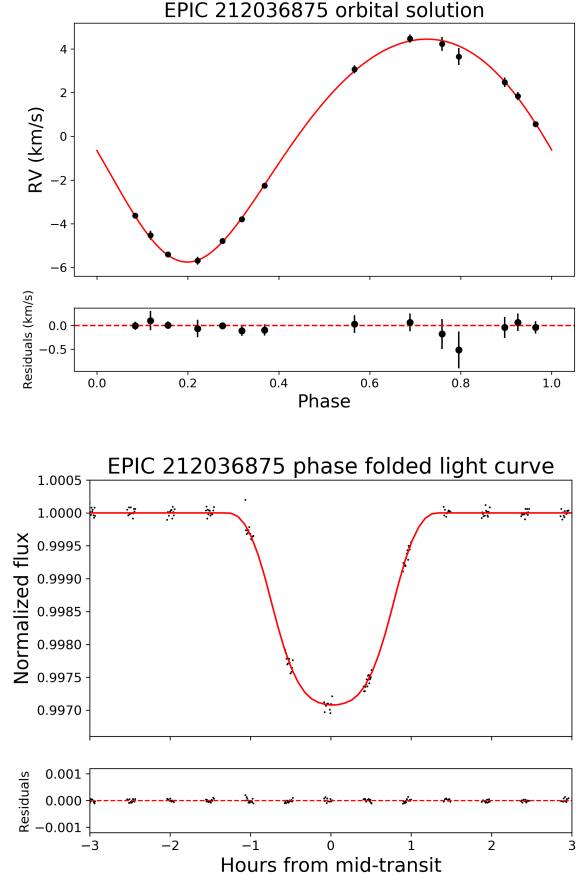 EPIC 212036875 orbital solution
4
2
0
−2
−4
−6
RV (km/s)
0.0
−0.5
Residuals (km/s)
0.0 0.2 0.4 0.6 0.8 1.0
Phase
EPIC 212036875 phase folded light curve
1.0005
1.0000
0.9995
0.9990
0.9985
0.9980
0.9975
0.9970
Normalized flux
0.001
0.000
−0.001
Residuals
−3 −2 −1 0 1 2 3
Hours from mid-transit